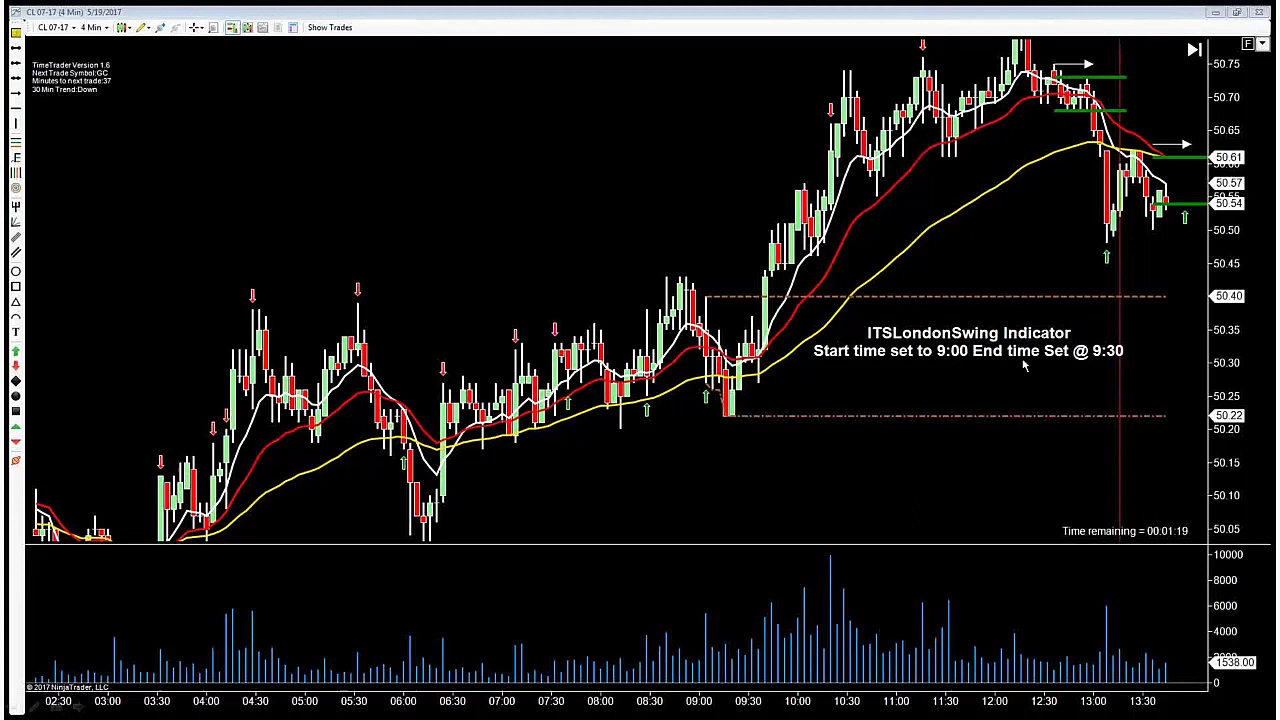 CL 07-17 (4 Min) 5/19/2017
CL 07-17 4 Min Show Trades
TimeTrader Version 1.6
Next Trade Symbol:GC
Minutes to next trade:37
30 Min Trend:Down
F
50.75
50.70
50.65
50.61
50.57
50.54
50.50
50.45
50.40
50.35
50.30
50.25
50.22
50.20
50.15
50.10
50.05
ITSLondonSwing Indicator
Start time set to 9:00 End time Set @ 9:30
Time remaining = 00:01:19
10000
8000
6000
4000
1538.00
0
© 2017 NinjaTrader, LLC
02:30 03:00 03:30 04:00 04:30 05:00 05:30 06:00 06:30 07:00 07:30 08:00 08:30 09:00 09:30 10:00 10:30 11:00 11:30 12:00 12:30 13:00 13:30